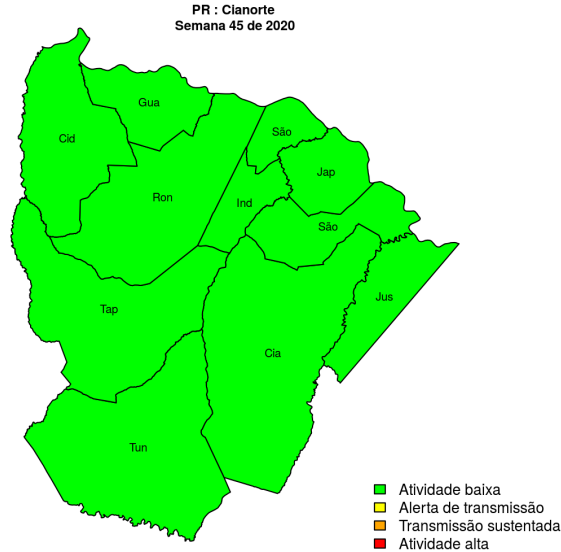 PR : Cianorte
Semana 45 de 2020
Gua
Cid
São
Jap
Ron
Ind
São
Jus
Tap
Cia
Tun
Atividade baixa
Alerta de transmissão
Transmissão sustentada
Atividade alta